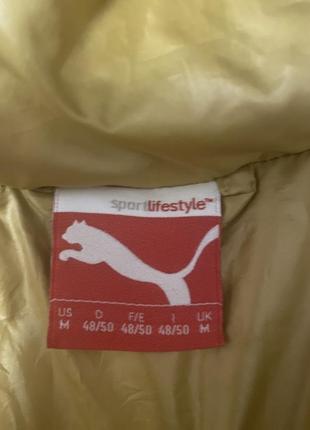 sportlifestyle™
US D F/E I UK
M 48/50 48/50 48/50 M